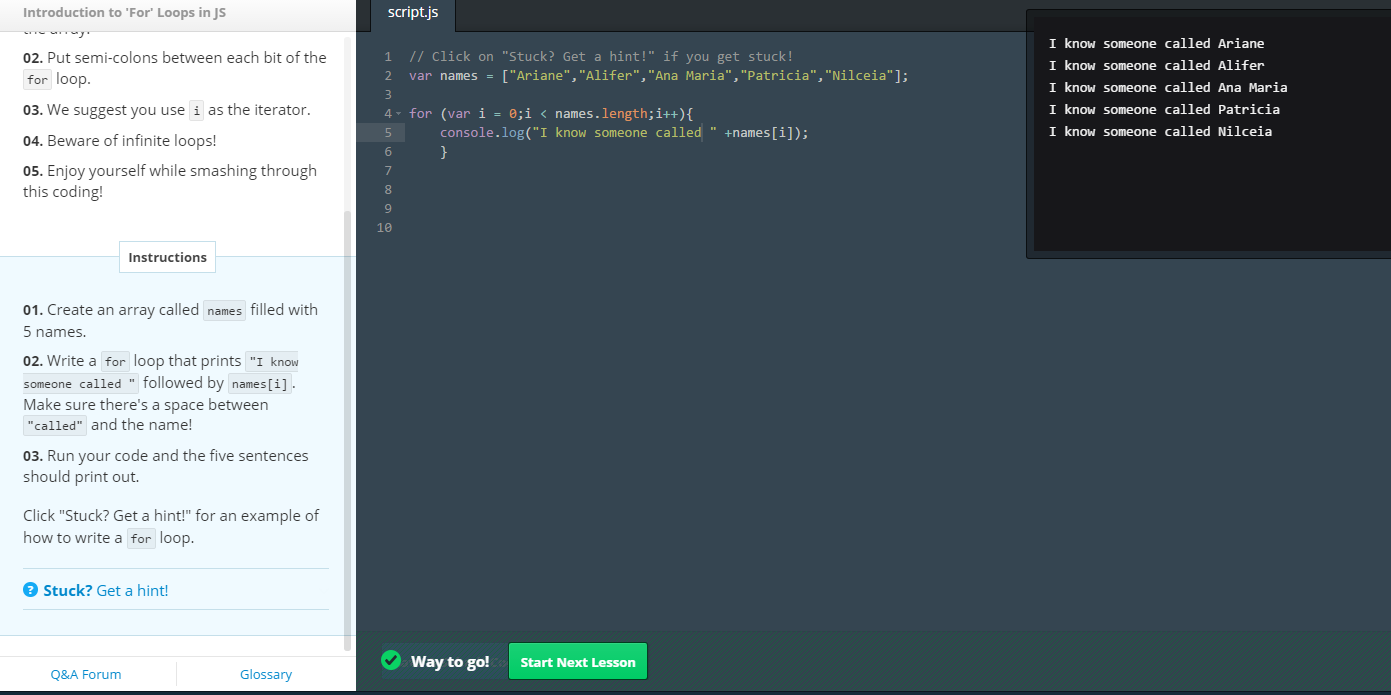 Introduction to 'For' Loops in JS
the array.
02. Put semi-colons between each bit of the
for loop.
03. We suggest you use i as the iterator.
04. Beware of infinite loops!
05. Enjoy yourself while smashing through
this coding!
Instructions
01. Create an array called names filled with
5 names.
02. Write a for loop that prints "I know
someone called " followed by names[i].
Make sure there's a space between
"called" and the name!
03. Run your code and the five sentences
should print out.
Click "Stuck? Get a hint!" for an example of
how to write a for loop.
? Stuck? Get a hint!
Q&A Forum
Glossary
script.js
1 // Click on "Stuck? Get a hint!" if you get stuck!
2 var names = ["Ariane","Alifer","Ana Maria","Patricia","Nilceia"];
3
4 for (var i = 0;i < names.length;i++){
5 console.log("I know someone called " +names[i]);
6 }
7
8
9
10
I know someone called Ariane
I know someone called Alifer
I know someone called Ana Maria
I know someone called Patricia
I know someone called Nilceia
Way to go!
Start Next Lesson